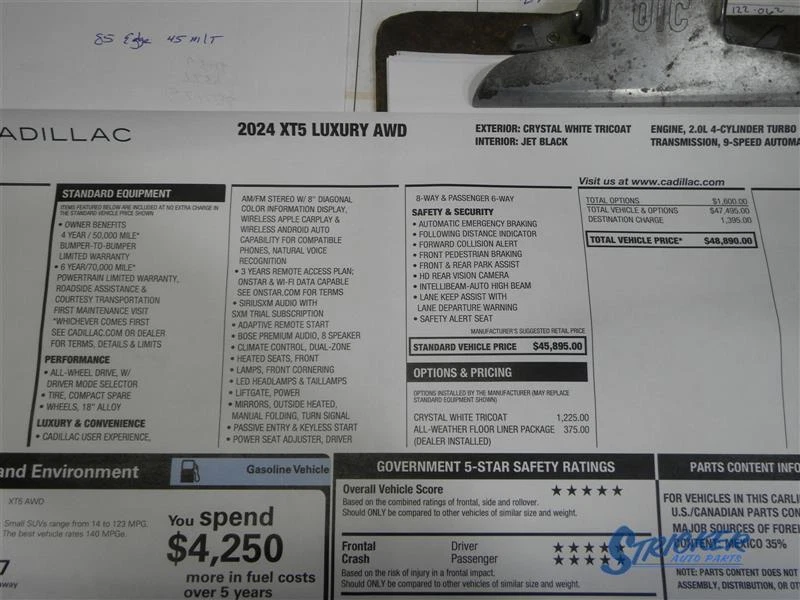 85 Edge 45 MLT
122-062
OTC
ADILLAC
2024 XT5 LUXURY AWD
EXTERIOR: CRYSTAL WHITE TRICOAT
INTERIOR: JET BLACK
ENGINE, 2.0L 4-CYLINDER TURBO
TRANSMISSION, 9-SPEED AUTOMA
STANDARD EQUIPMENT
ITEMS FEATURED BELOW ARE INCLUDED AT NO EXTRA CHARGE IN
THE STANDARD VEHICLE PRICE SHOWN
• OWNER BENEFITS
4 YEAR / 50,000 MILE*
BUMPER-TO-BUMPER
LIMITED WARRANTY
• 6 YEAR/70,000 MILE*
POWERTRAIN LIMITED WARRANTY,
ROADSIDE ASSISTANCE &
COURTESY TRANSPORTATION
FIRST MAINTENANCE VISIT
*WHICHEVER COMES FIRST
SEE CADILLAC.COM OR DEALER
FOR TERMS, DETAILS & LIMITS
PERFORMANCE
• ALL-WHEEL DRIVE, W/
DRIVER MODE SELECTOR
• TIRE, COMPACT SPARE
• WHEELS, 18" ALLOY
LUXURY & CONVENIENCE
• CADILLAC USER EXPERIENCE,
AM/FM STEREO W/ 8" DIAGONAL
COLOR INFORMATION DISPLAY,
WIRELESS APPLE CARPLAY &
WIRELESS ANDROID AUTO
CAPABILITY FOR COMPATIBLE
PHONES, NATURAL VOICE
RECOGNITION
• 3 YEARS REMOTE ACCESS PLAN;
ONSTAR & WI-FI DATA CAPABLE
SEE ONSTAR.COM FOR TERMS
• SIRIUSXM AUDIO WITH
SXM TRIAL SUBSCRIPTION
• ADAPTIVE REMOTE START
• BOSE PREMIUM AUDIO, 8 SPEAKER
• CLIMATE CONTROL, DUAL-ZONE
• HEATED SEATS, FRONT
• LAMPS, FRONT CORNERING
• LED HEADLAMPS & TAILLAMPS
• LIFTGATE, POWER
• MIRRORS, OUTSIDE HEATED,
MANUAL FOLDING, TURN SIGNAL
• PASSIVE ENTRY & KEYLESS START
• POWER SEAT ADJUSTER, DRIVER
8-WAY & PASSENGER 6-WAY
SAFETY & SECURITY
• AUTOMATIC EMERGENCY BRAKING
• FOLLOWING DISTANCE INDICATOR
• FORWARD COLLISION ALERT
• FRONT PEDESTRIAN BRAKING
• FRONT & REAR PARK ASSIST
• HD REAR VISION CAMERA
• INTELLIBEAM-AUTO HIGH BEAM
• LANE KEEP ASSIST WITH
LANE DEPARTURE WARNING
• SAFETY ALERT SEAT
MANUFACTURER'S SUGGESTED RETAIL PRICE
STANDARD VEHICLE PRICE $45,895.00
OPTIONS & PRICING
OPTIONS INSTALLED BY THE MANUFACTURER (MAY REPLACE
STANDARD EQUIPMENT SHOWN)
CRYSTAL WHITE TRICOAT 1,225.00
ALL-WEATHER FLOOR LINER PACKAGE 375.00
(DEALER INSTALLED)
Visit us at www.cadillac.com
TOTAL OPTIONS $1,600.00
TOTAL VEHICLE & OPTIONS $47,495.00
DESTINATION CHARGE 1,395.00
TOTAL VEHICLE PRICE* $48,890.00
and Environment
Gasoline Vehicle
XT5 AWD
Small SUVs range from 14 to 123 MPG.
The best vehicle rates 140 MPGe.
7
way
You spend
$4,250
more in fuel costs
over 5 years
GOVERNMENT 5-STAR SAFETY RATINGS
Overall Vehicle Score ★★★★★
Based on the combined ratings of frontal, side and rollover.
Should ONLY be compared to other vehicles of similar size and weight.
Frontal Driver ★★★★★
Crash Passenger ★★★★★
Based on the risk of injury in a frontal impact.
Should ONLY be compared to other vehicles of similar size and weight.
PARTS CONTENT INFO
FOR VEHICLES IN THIS CARLI
U.S./CANADIAN PARTS CON
MAJOR SOURCES OF FOREI
CONTENT: MEXICO 35%
NOTE: PARTS CONTENT DOES NOT
ASSEMBLY, DISTRIBUTION, OR OT
STRICKER
AUTO PARTS